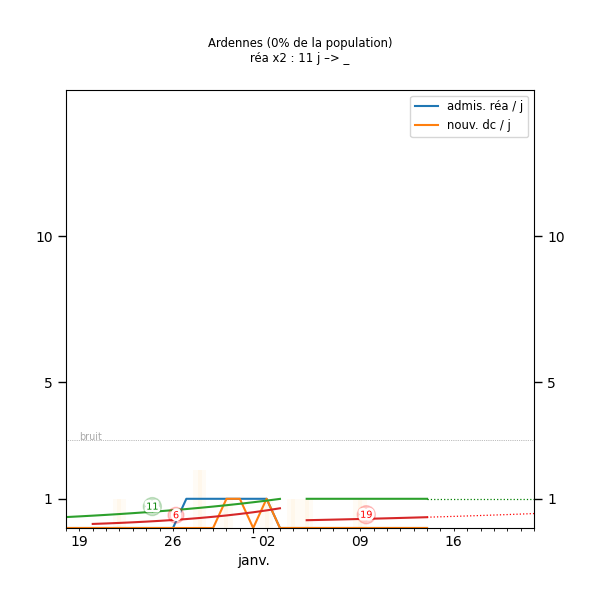 Ardennes (0% de la population)
réa x2 : 11 j –> _
admis. réa / j
nouv. dc / j
10
10
5
5
bruit
1
1
11
6
19
19
26
02
09
16
janv.